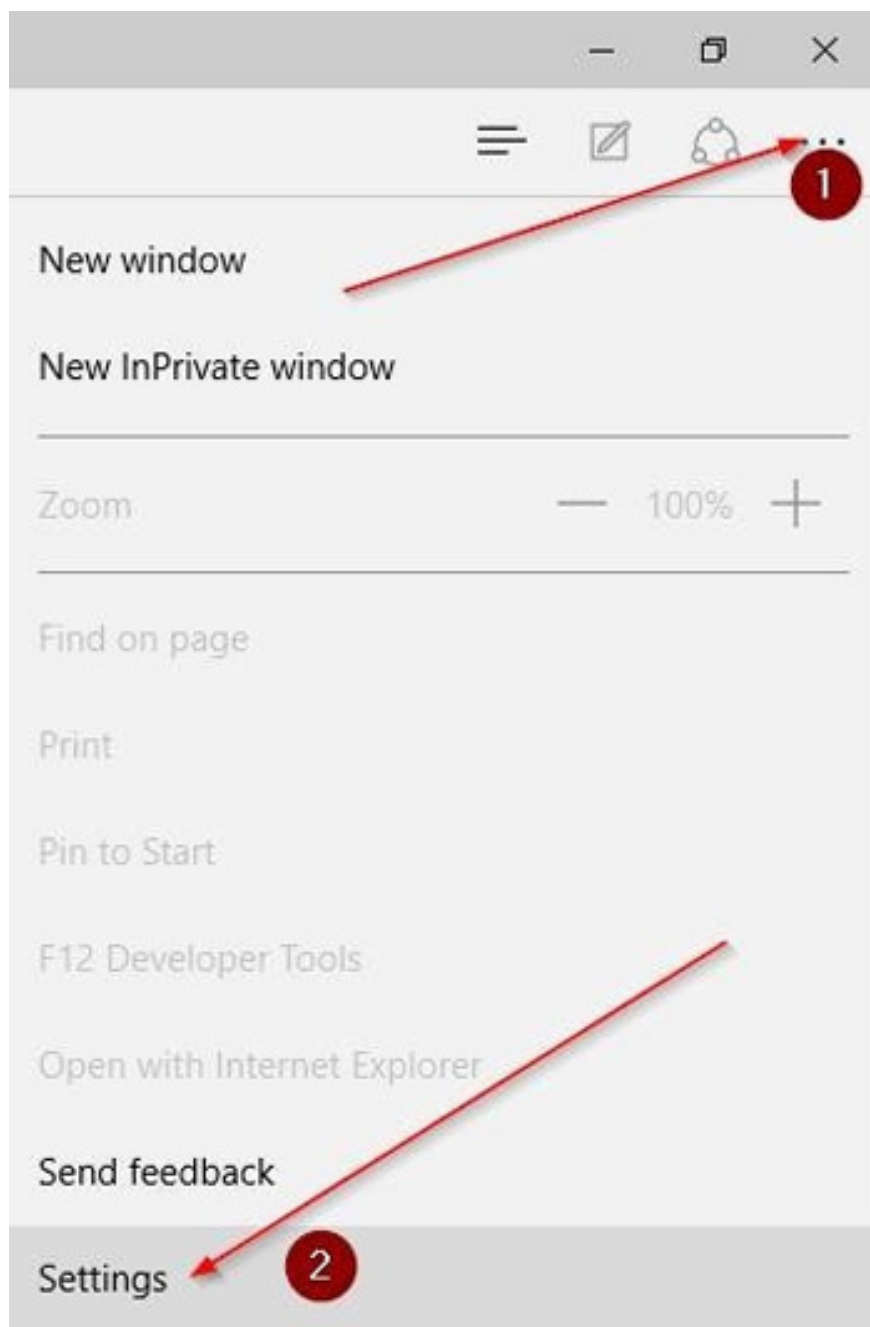 1
New window
New InPrivate window
Zoom 100%
Find on page
Print
Pin to Start
F12 Developer Tools
Open with Internet Explorer
Send feedback
Settings 2